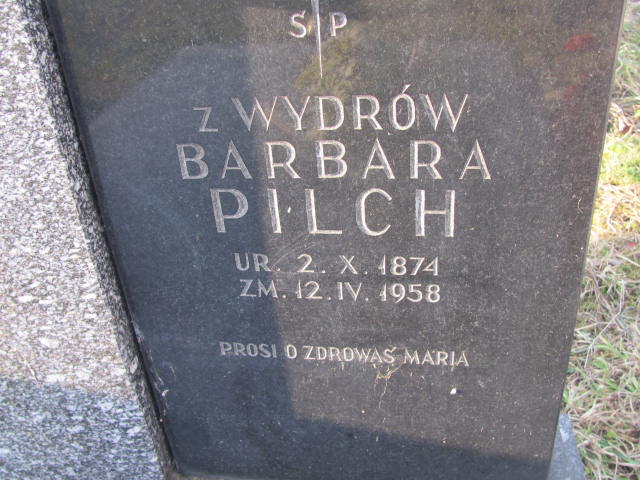 Ś P
Z WYDRÓW
BARBARA
PILCH
UR. 2. X. 1874
ZM. 12. IV. 1958
PROSI O ZDROWAŚ MARIA